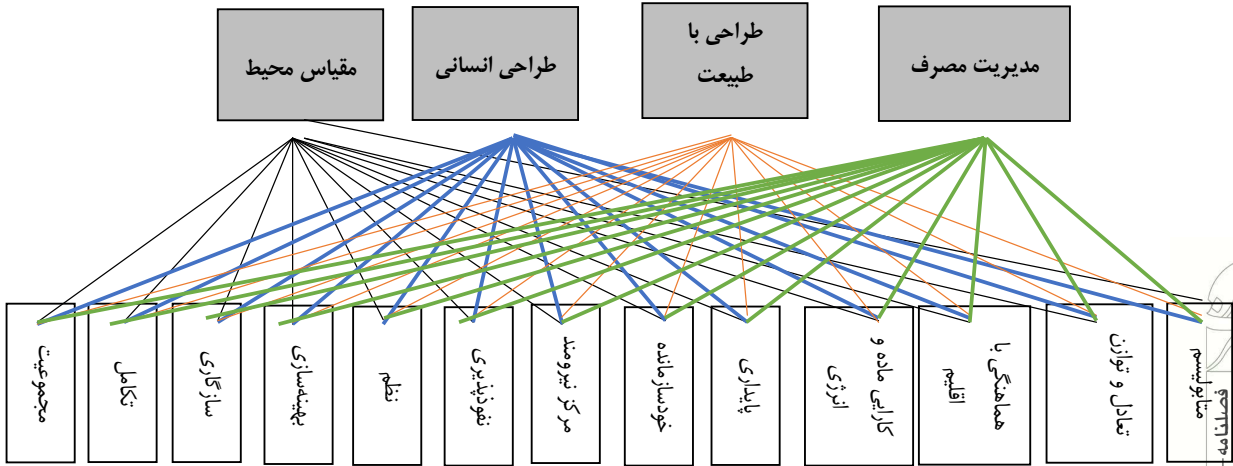 مدیریت مصرف
طراحی با
طبیعت
طراحی انسانی
مقیاس محیط
متابولیسم
تعادل و توازن
هماهنگی با
اقلیم
کارایی ماده و
انرژی
پایداری
خودسازمانده
مرکز نیرومند
نفوذپذیری
نظم
بهینه‌سازی
سازگاری
تکامل
مجموعیت
فصلنامه